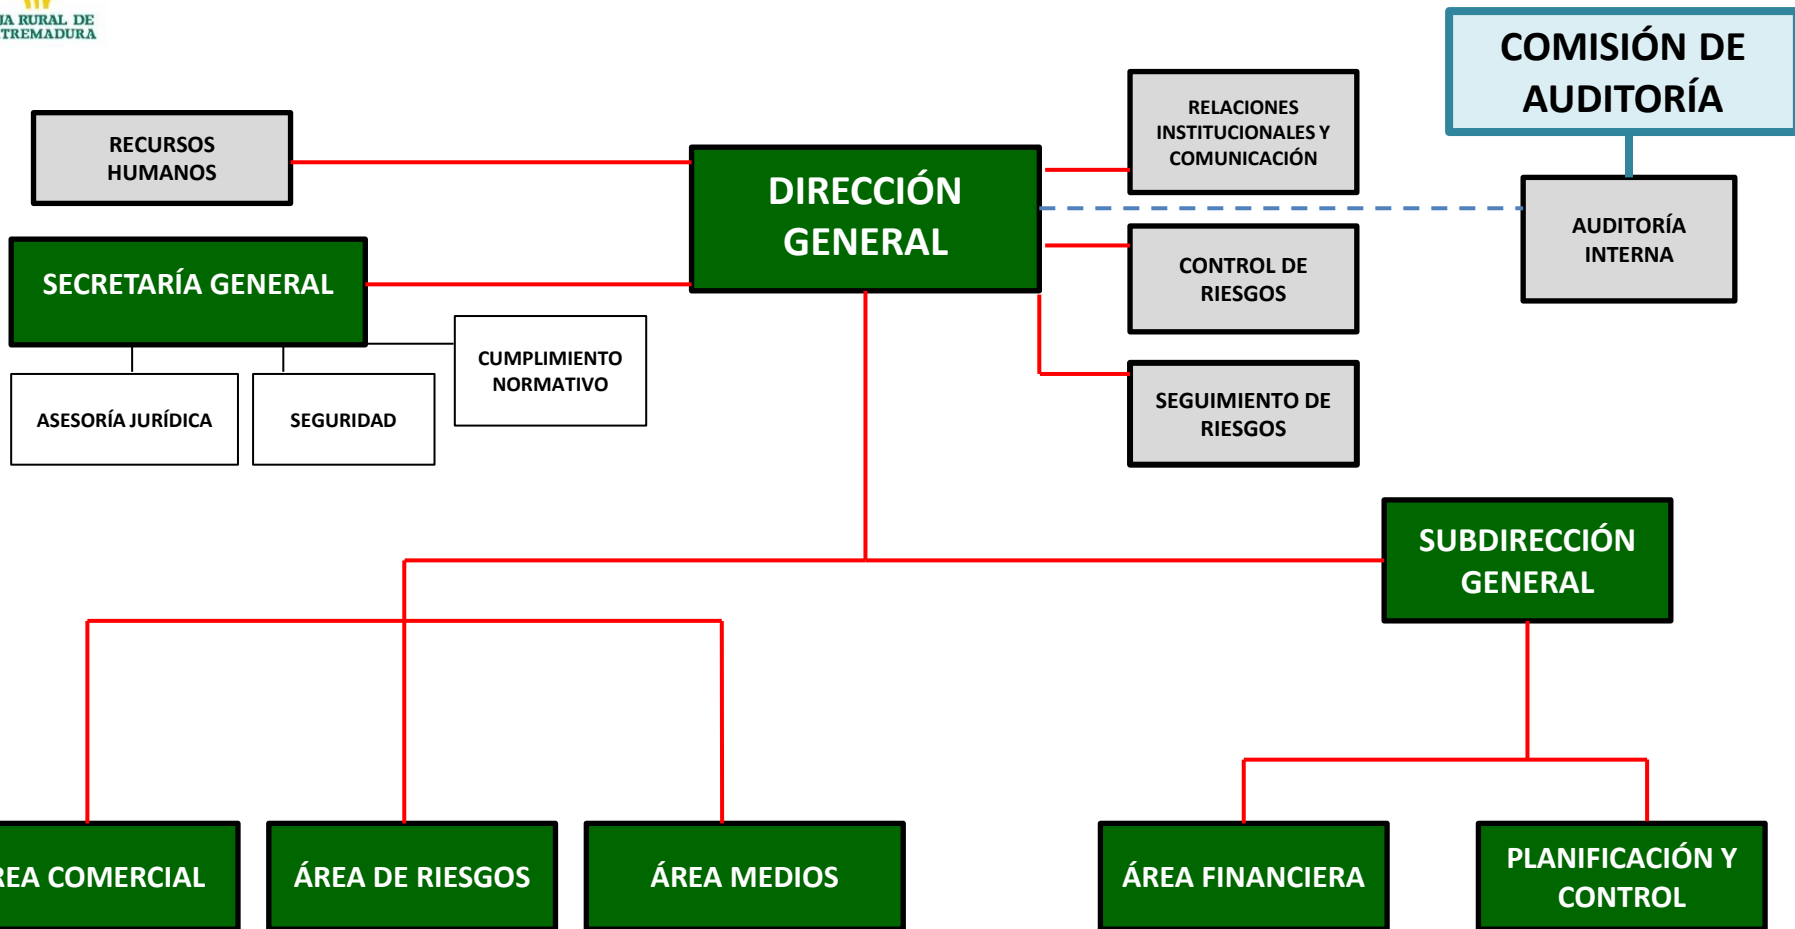 JA RURAL DE
TREMADURA
COMISIÓN DE
AUDITORÍA
RECURSOS
HUMANOS
DIRECCIÓN
GENERAL
RELACIONES
INSTITUCIONALES Y
COMUNICACIÓN
AUDITORÍA
INTERNA
SECRETARÍA GENERAL
CONTROL DE
RIESGOS
CUMPLIMIENTO
NORMATIVO
ASESORÍA JURÍDICA
SEGURIDAD
SEGUIMIENTO DE
RIESGOS
SUBDIRECCIÓN
GENERAL
REA COMERCIAL
ÁREA DE RIESGOS
ÁREA MEDIOS
ÁREA FINANCIERA
PLANIFICACIÓN Y
CONTROL